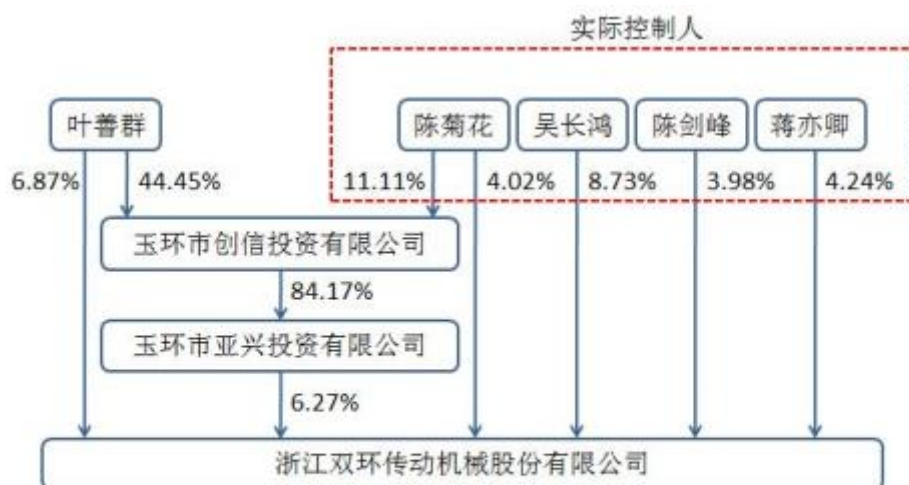 实际控制人
叶善群
陈菊花
吴长鸿
陈剑峰
蒋亦卿
6.87%
44.45%
11.11%
4.02%
8.73%
3.98%
4.24%
玉环市创信投资有限公司
84.17%
玉环市亚兴投资有限公司
6.27%
浙江双环传动机械股份有限公司